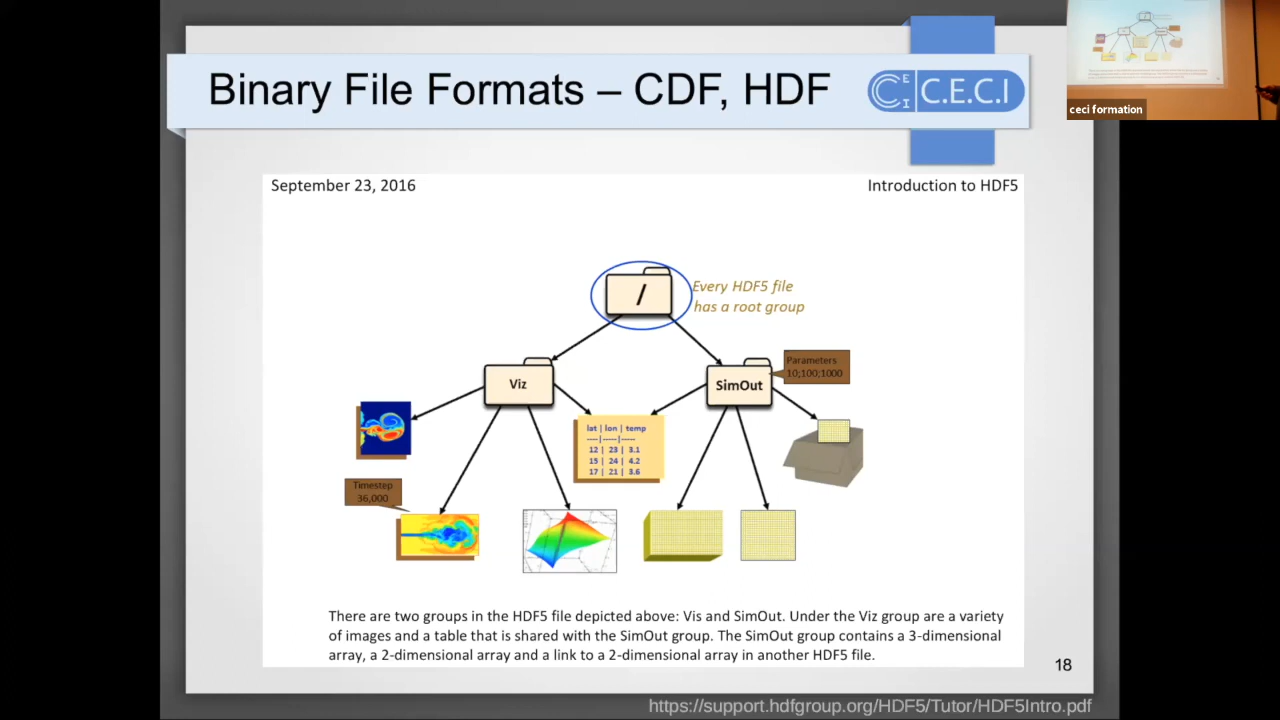 Binary File Formats – CDF, HDF
C E C I
C.E.C.I
ceci formation
September 23, 2016
Introduction to HDF5
/
Every HDF5 file
has a root group
Viz
SimOut
Parameters
10;100;1000
lat | lon | temp
----|-----|-----
12 | 23 | 3.1
15 | 24 | 4.2
17 | 21 | 3.6
Timestep
36,000
There are two groups in the HDF5 file depicted above: Vis and SimOut. Under the Viz group are a variety
of images and a table that is shared with the SimOut group. The SimOut group contains a 3-dimensional
array, a 2-dimensional array and a link to a 2-dimensional array in another HDF5 file.
18
https://support.hdfgroup.org/HDF5/Tutor/HDF5Intro.pdf